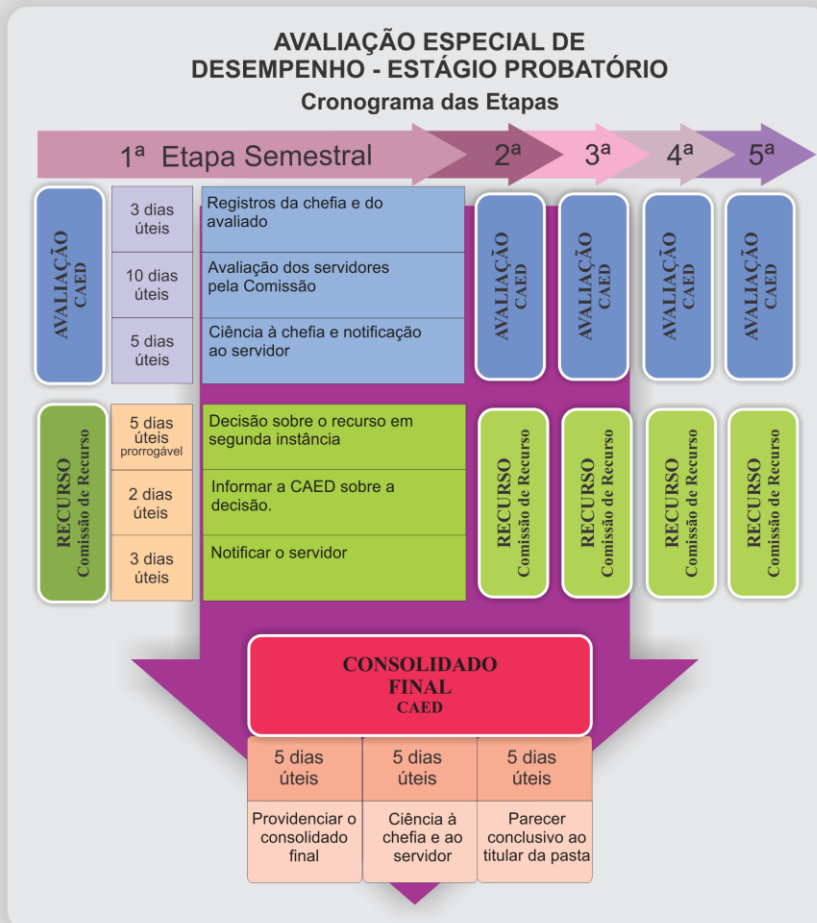 AVALIAÇÃO ESPECIAL DE
DESEMPENHO - ESTÁGIO PROBATÓRIO
Cronograma das Etapas
1ª Etapa Semestral
2ª
3ª
4ª
5ª
AVALIAÇÃO
CAED
3 dias
úteis
Registros da chefia e do
avaliado
10 dias
úteis
Avaliação dos servidores
pela Comissão
5 dias
úteis
Ciência à chefia e notificação
ao servidor
AVALIAÇÃO
CAED
AVALIAÇÃO
CAED
AVALIAÇÃO
CAED
AVALIAÇÃO
CAED
RECURSO
Comissão de Recurso
5 dias
úteis
prorrogável
Decisão sobre o recurso em
segunda instância
2 dias
úteis
Informar a CAED sobre a
decisão.
3 dias
úteis
Notificar o servidor
RECURSO
Comissão de Recurso
RECURSO
Comissão de Recurso
RECURSO
Comissão de Recurso
RECURSO
Comissão de Recurso
CONSOLIDADO
FINAL
CAED
5 dias
úteis
Providenciar o
consolidado
final
5 dias
úteis
Ciência à
chefia e ao
servidor
5 dias
úteis
Parecer
conclusivo ao
titular da pasta